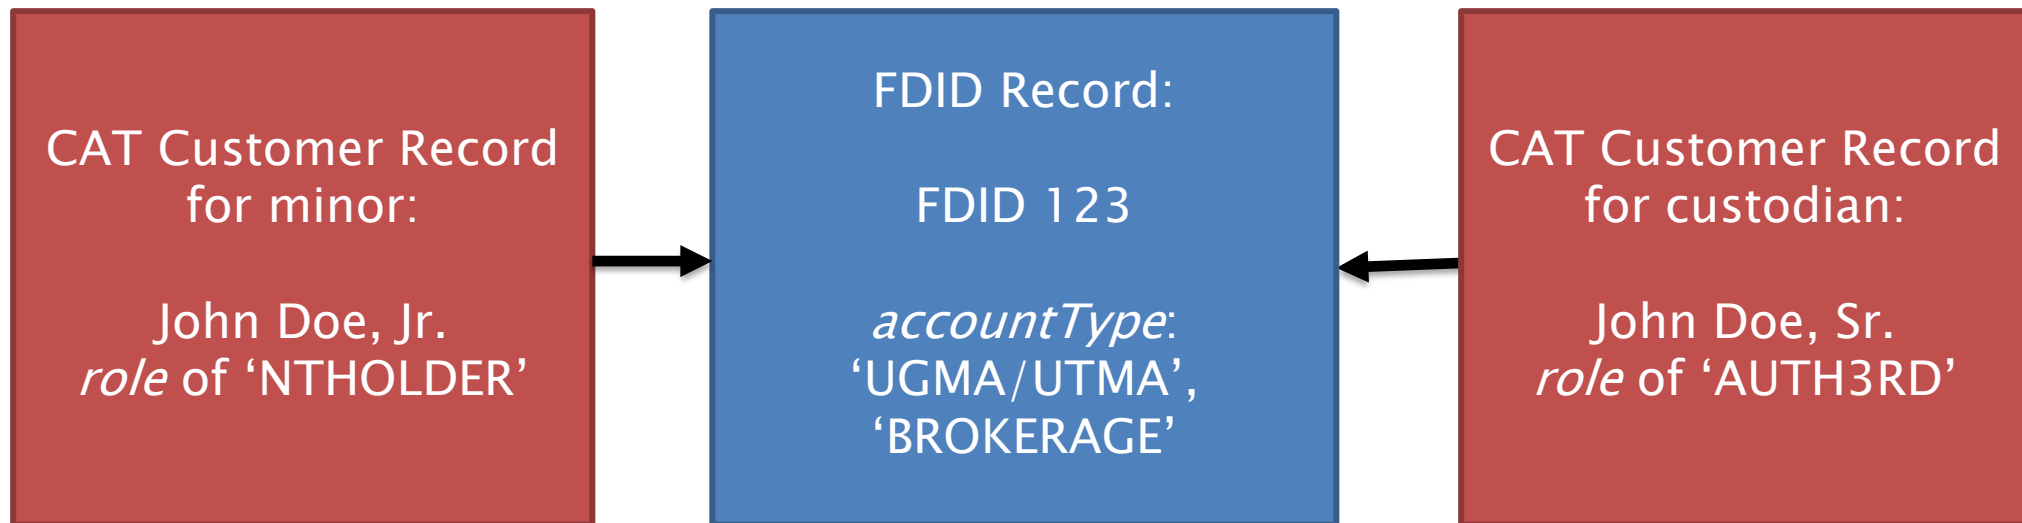 CAT Customer Record
for minor:
John Doe, Jr.
role of ‘NTHOLDER’
FDID Record:
FDID 123
accountType:
‘UGMA/UTMA’,
‘BROKERAGE’
CAT Customer Record
for custodian:
John Doe, Sr.
role of ‘AUTH3RD’